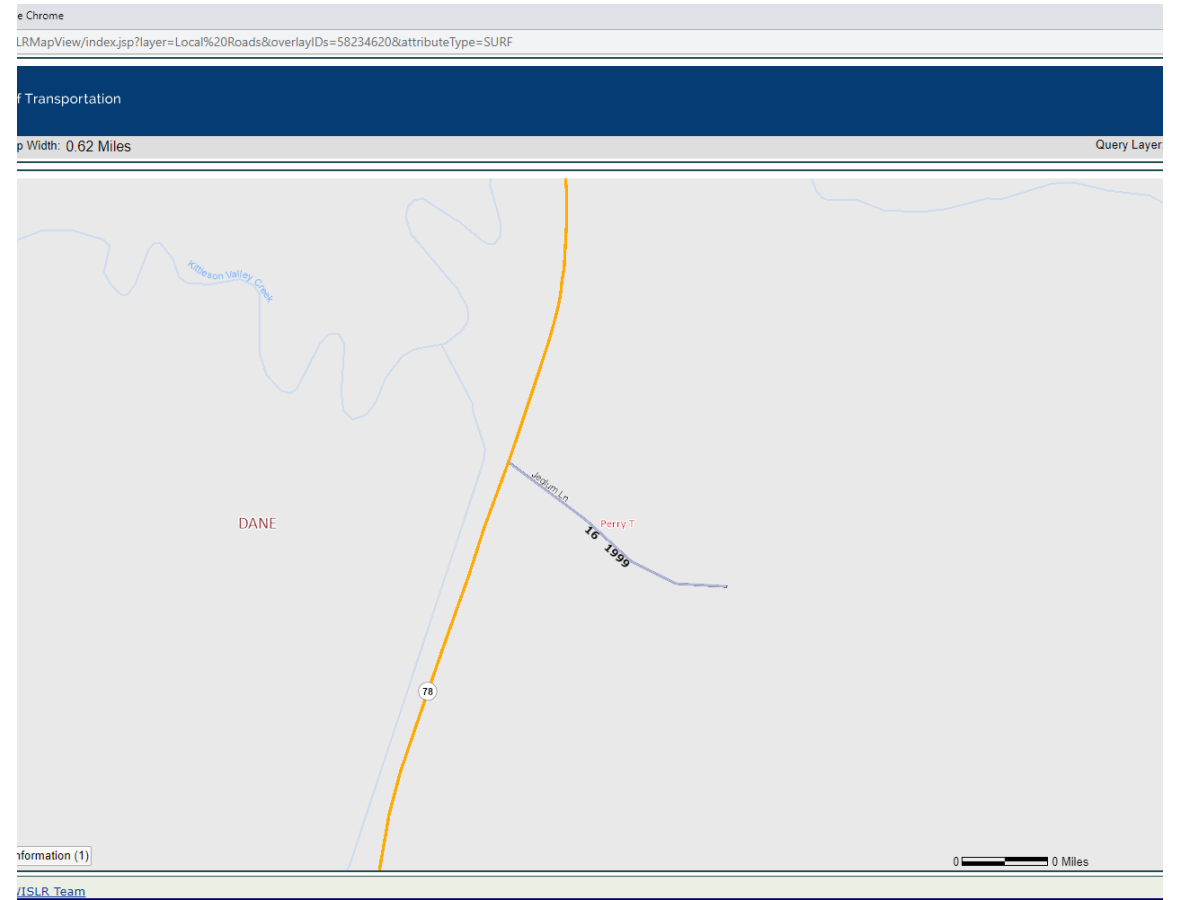 e Chrome
LRMapView/index.jsp?layer=Local%20Roads&overlayIDs=58234620&attributeType=SURF
f Transportation
p Width: 0.62 Miles
Query Layer
Kittleson Valley Creek
Jeglum Ln
DANE
Perry T
16 1999
78
nformation (1)
0 0 Miles
/ISLR Team